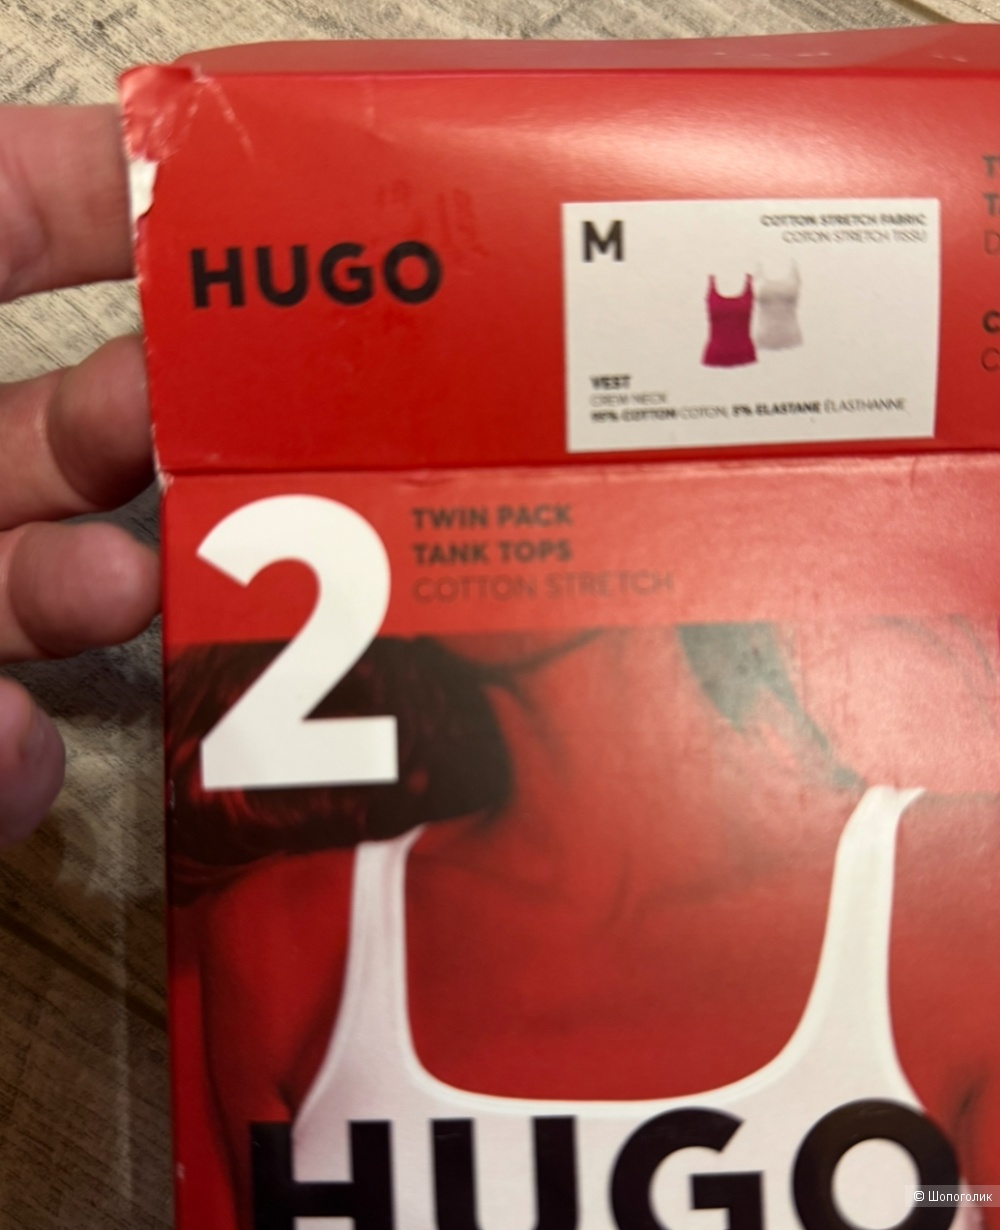 HUGO
M
COTTON STRETCH FABRIC
COTON STRETCH TISSU
VEST
CREW NECK
95% COTTON COTON, 5% ELASTANE ÉLASTHANNE
2
TWIN PACK
TANK TOPS
COTTON STRETCH
HUGO
© Шопоголик